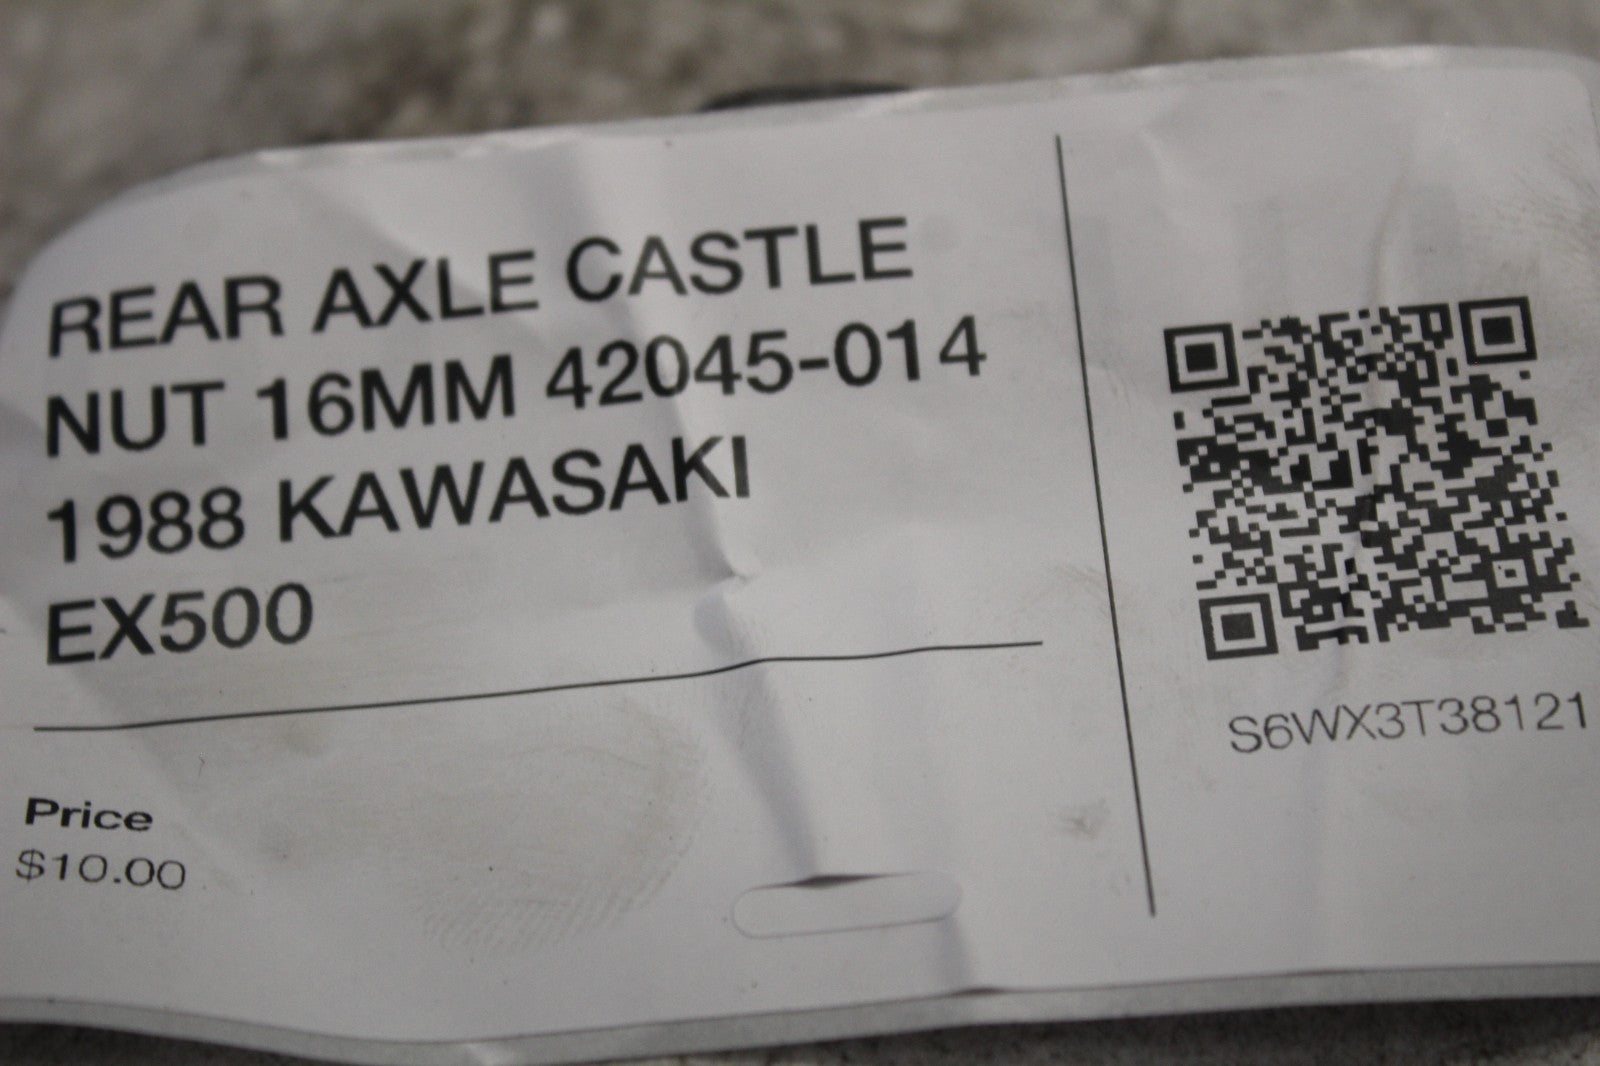 REAR AXLE CASTLE
NUT 16MM 42045-014
1988 KAWASAKI
EX500
Price
$10.00
S6WX3T38121